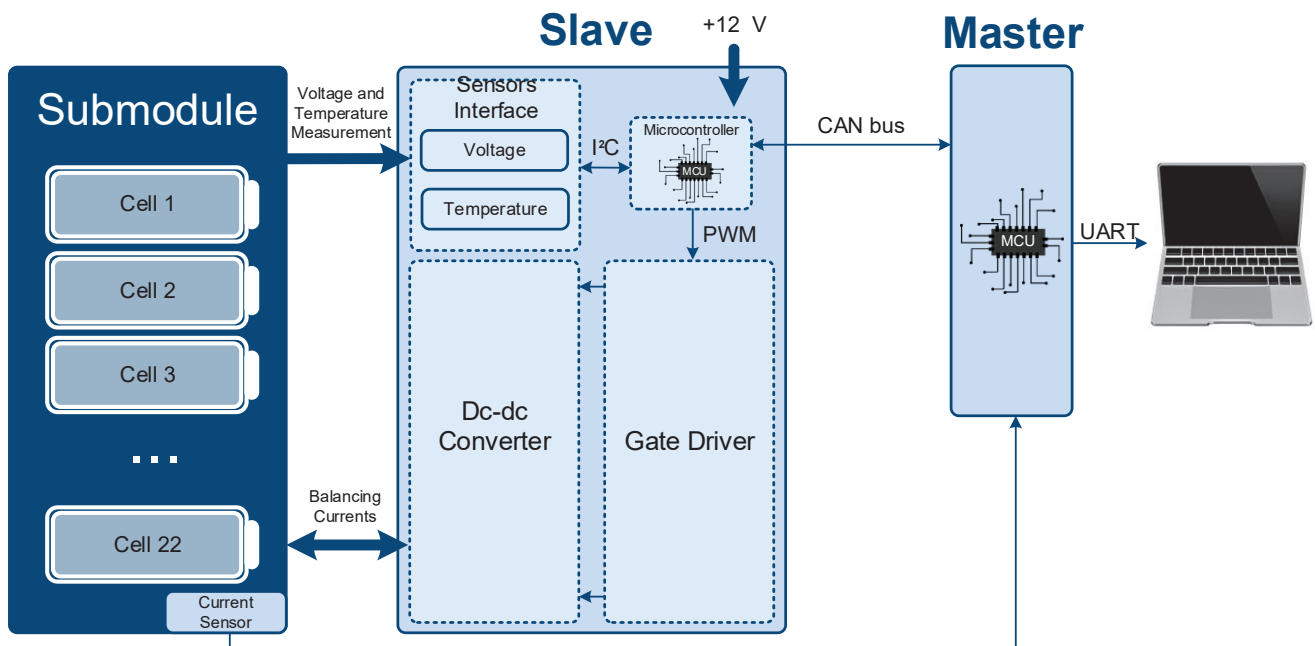 Slave
+12 V
Master
Submodule
Voltage and
Temperature
Measurement
Sensors
Interface
Voltage
Temperature
I²C
Microcontroller
MCU
CAN bus
PWM
MCU
UART
Cell 1
Cell 2
Cell 3
...
Cell 22
Dc-dc
Converter
Gate Driver
Balancing
Currents
Current
Sensor